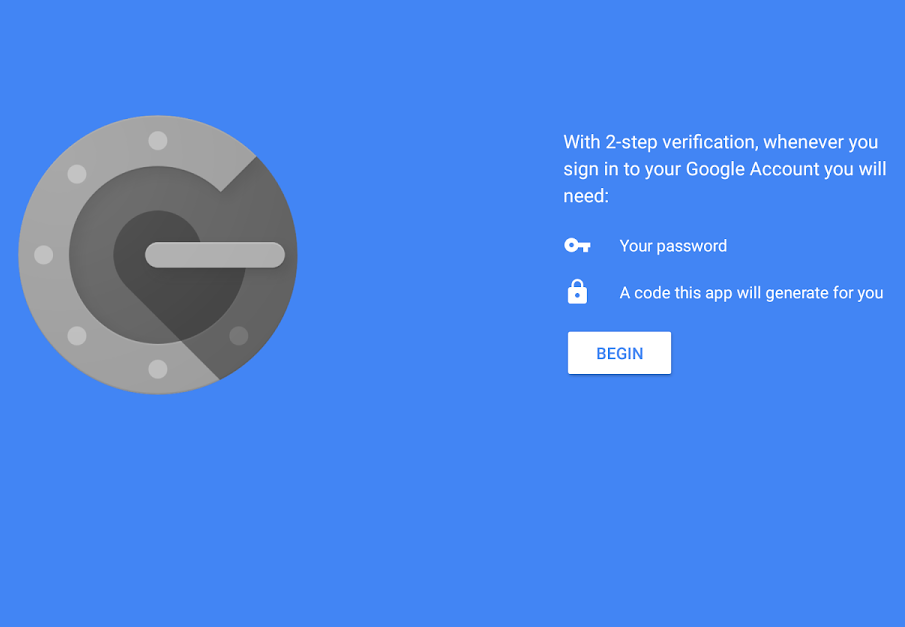 With 2-step verification, whenever you
sign in to your Google Account you will
need:
Your password
A code this app will generate for you
BEGIN